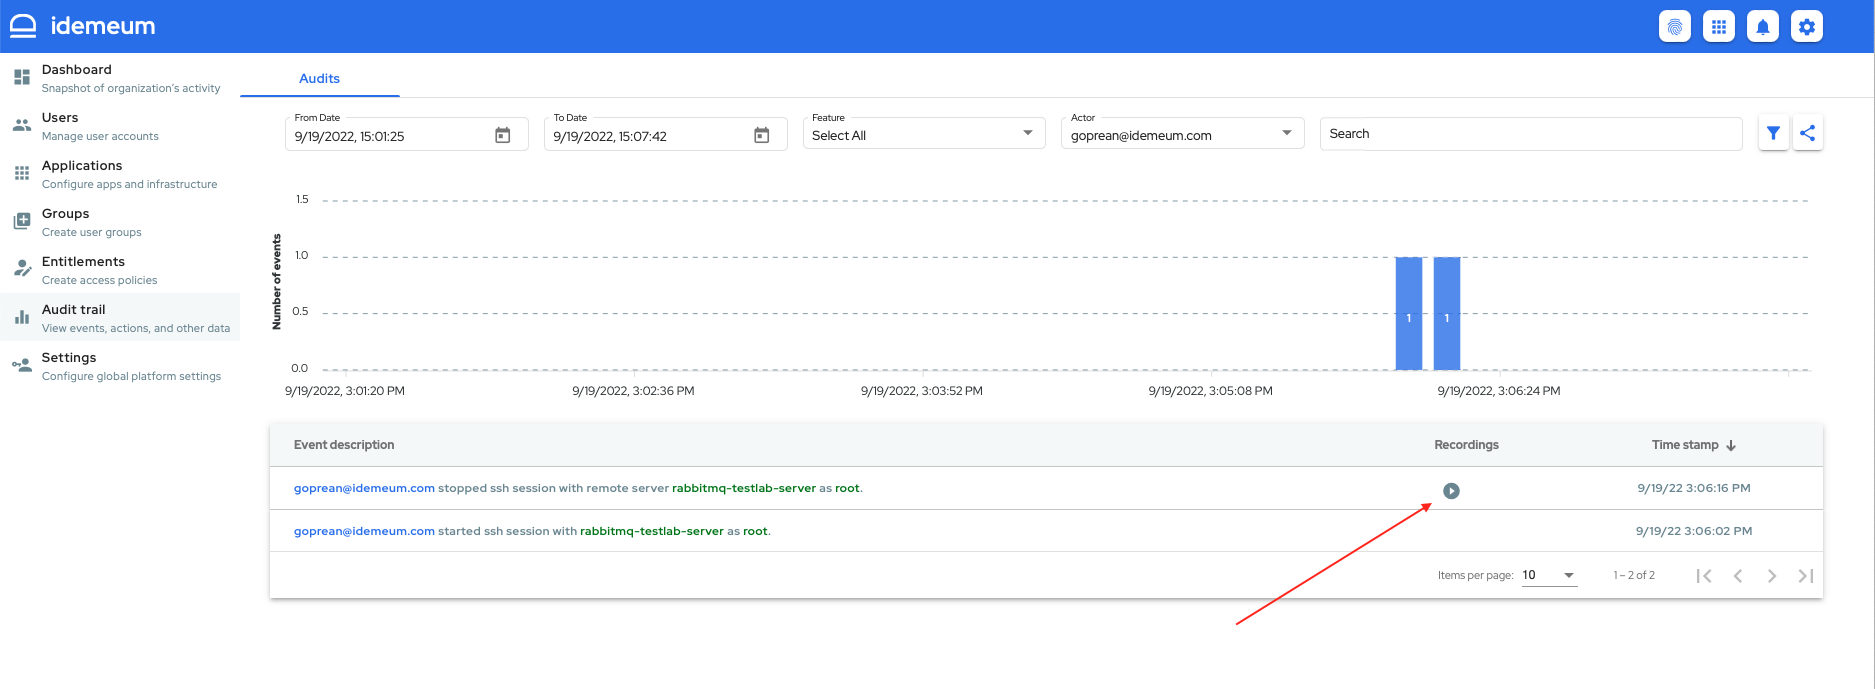 idemeum
Dashboard
Snapshot of organization's activity
Users
Manage user accounts
Applications
Configure apps and infrastructure
Groups
Create user groups
Entitlements
Create access policies
Audit trail
View events, actions, and other data
Settings
Configure global platform settings
Audits
From Date
9/19/2022, 15:01:25
To Date
9/19/2022, 15:07:42
Feature
Select All
Actor
goprean@idemeum.com
Search
Number of events
1.5
1.0
0.5
0.0
1 1
9/19/2022, 3:01:20 PM 9/19/2022, 3:02:36 PM 9/19/2022, 3:03:52 PM 9/19/2022, 3:05:08 PM 9/19/2022, 3:06:24 PM
Event description Recordings Time stamp
goprean@idemeum.com stopped ssh session with remote server rabbitmq-testlab-server as root. 9/19/22 3:06:16 PM
goprean@idemeum.com started ssh session with rabbitmq-testlab-server as root. 9/19/22 3:06:02 PM
Items per page: 10 1 – 2 of 2